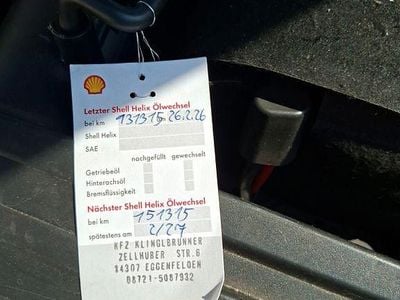 Letzter Shell Helix Ölwechsel
bei km 131315 26.2.26
Shell Helix
SAE
nachgefüllt gewechselt
Getriebeöl
Hinterachsöl
Bremsflüssigkeit
Nächster Shell Helix Ölwechsel
bei km 151315
spätestens am 2/27
KFZ KLINGLBRUNNER
ZELLHUBER STR.6
84307 EGGENFELDEN
08721-5087932